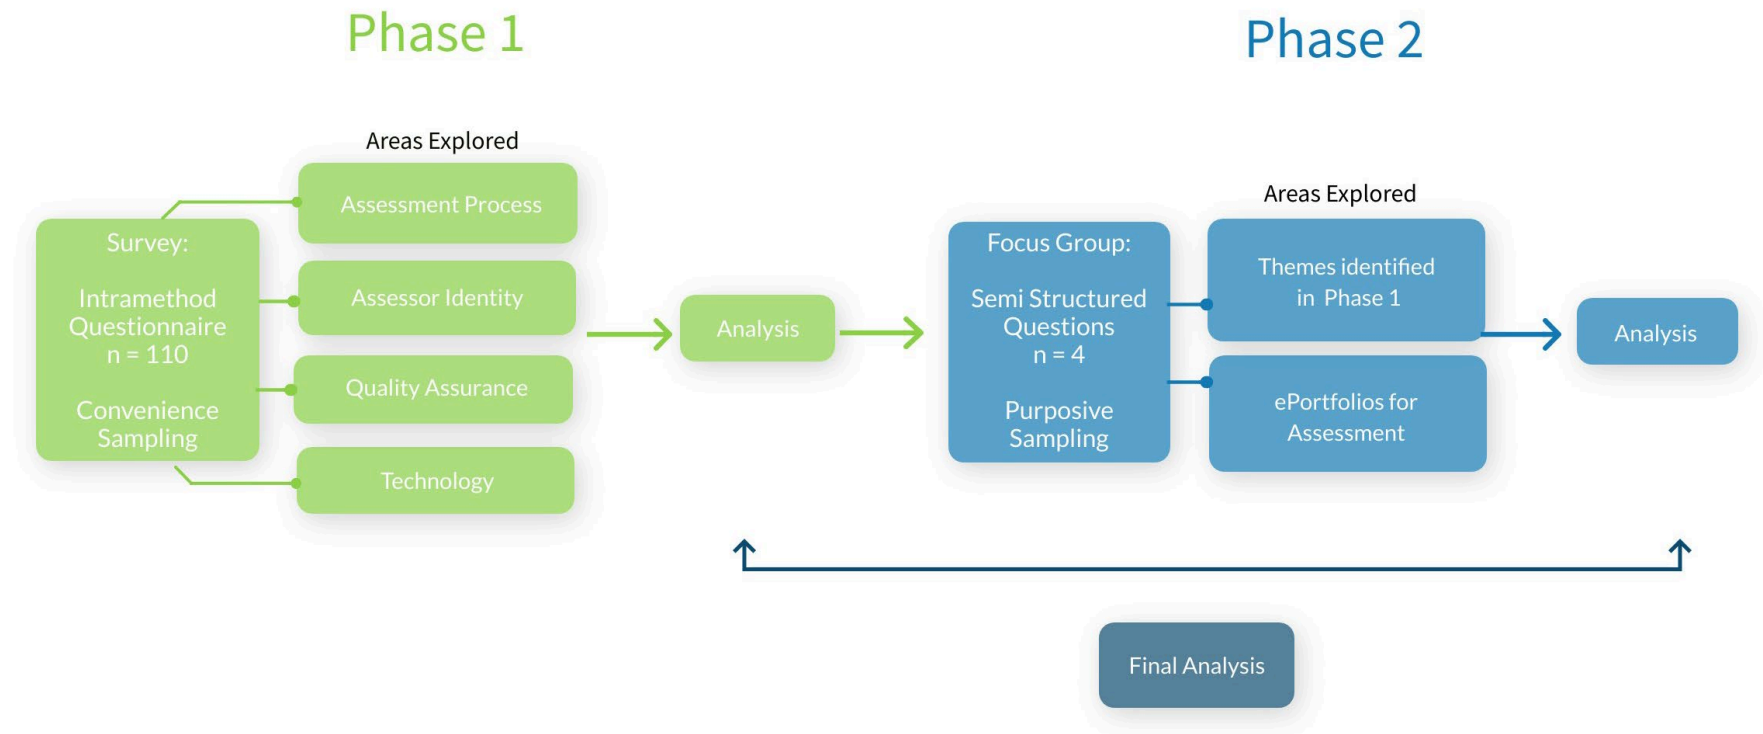 Phase 1
Areas Explored
Survey:
Intramethod
Questionnaire
n = 110
Convenience
Sampling
Assessment Process
Assessor Identity
Quality Assurance
Technology
Analysis
Phase 2
Areas Explored
Focus Group:
Semi Structured
Questions
n = 4
Purposive
Sampling
Themes identified
in Phase 1
ePortfolios for
Assessment
Analysis
Final Analysis